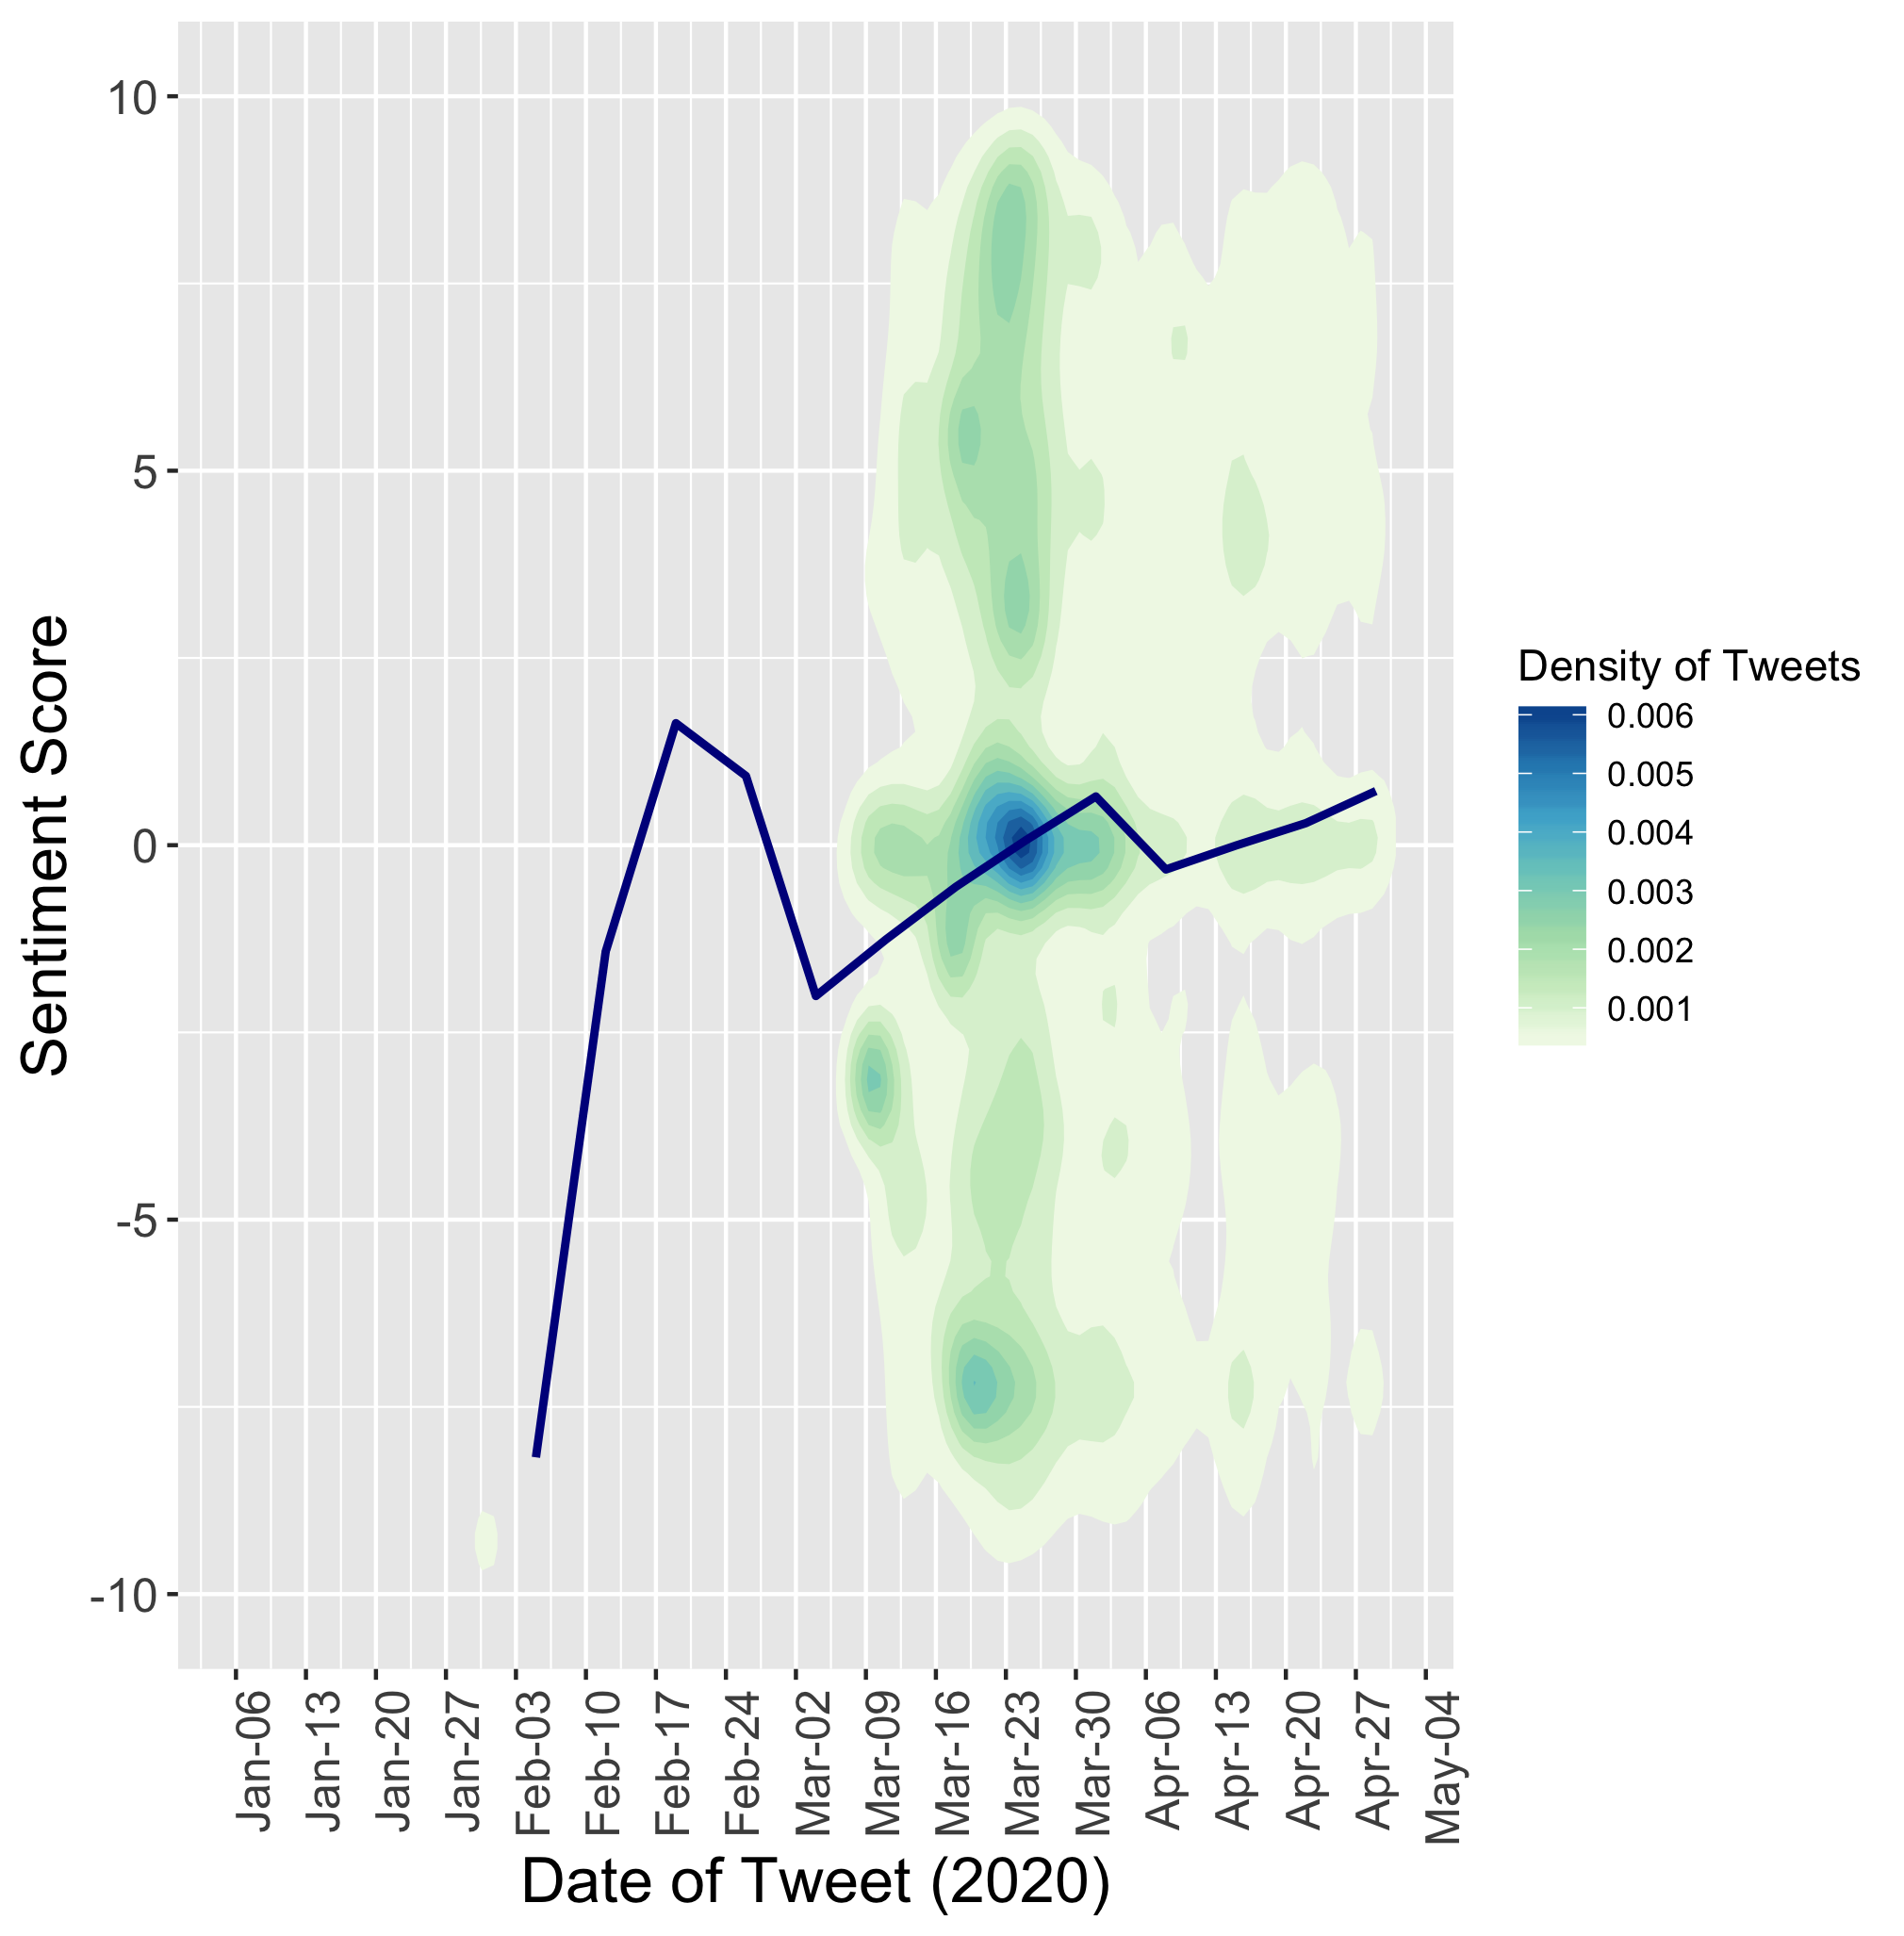 Sentiment Score
10
5
0
-5
-10
Jan-06
Jan-13
Jan-20
Jan-27
Feb-03
Feb-10
Feb-17
Feb-24
Mar-02
Mar-09
Mar-16
Mar-23
Mar-30
Apr-06
Apr-13
Apr-20
Apr-27
May-04
Date of Tweet (2020)
Density of Tweets
0.006
0.005
0.004
0.003
0.002
0.001